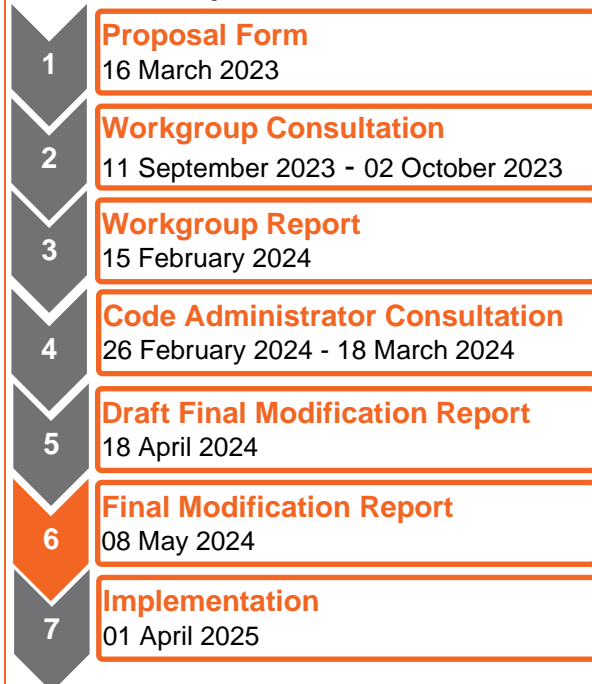 1
Proposal Form
16 March 2023
2
Workgroup Consultation
11 September 2023 - 02 October 2023
3
Workgroup Report
15 February 2024
4
Code Administrator Consultation
26 February 2024 - 18 March 2024
5
Draft Final Modification Report
18 April 2024
6
Final Modification Report
08 May 2024
7
Implementation
01 April 2025